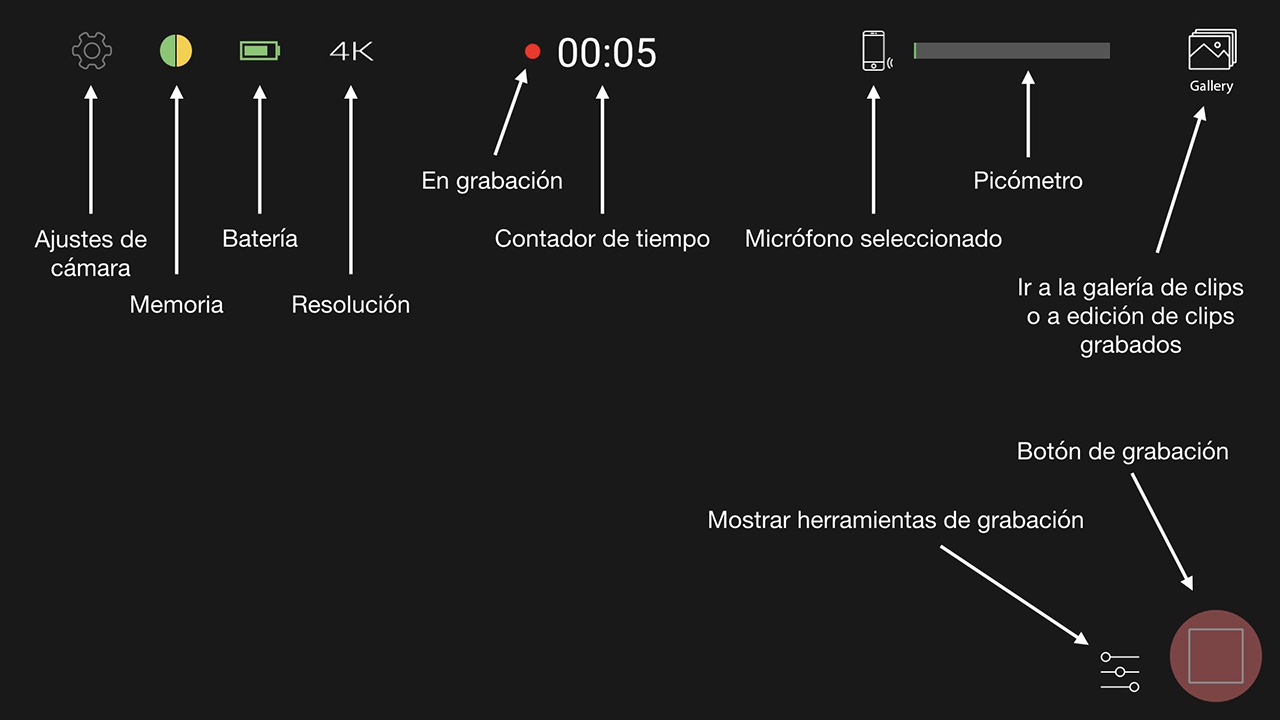 4K
00:05
Gallery
En grabación
Picómetro
Ajustes de
cámara
Batería
Contador de tiempo
Micrófono seleccionado
Memoria
Resolución
Ir a la galería de clips
o a edición de clips
grabados
Botón de grabación
Mostrar herramientas de grabación